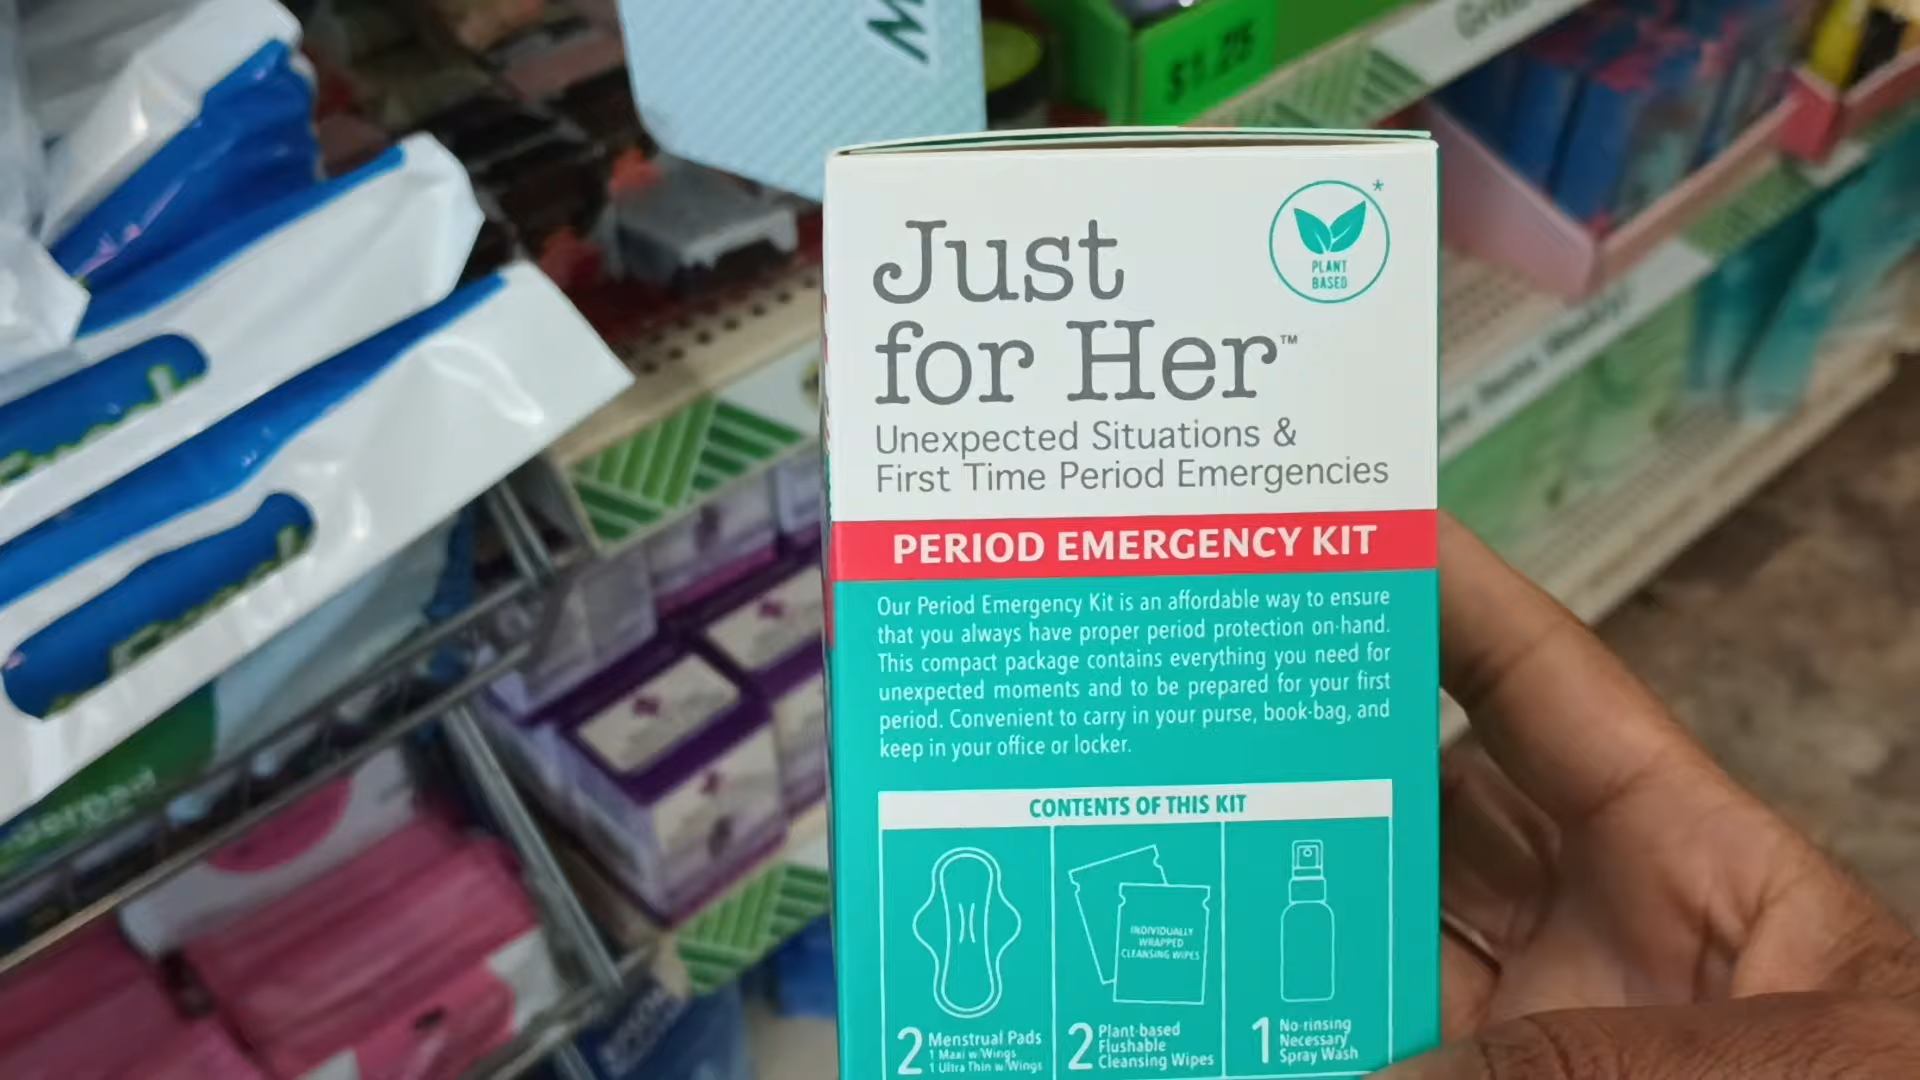 $1.25
PLANT
BASED
*
Just
for Her™
Unexpected Situations &
First Time Period Emergencies
PERIOD EMERGENCY KIT
Our Period Emergency Kit is an affordable way to ensure
that you always have proper period protection on-hand.
This compact package contains everything you need for
unexpected moments and to be prepared for your first
period. Convenient to carry in your purse, book-bag, and
keep in your office or locker.
CONTENTS OF THIS KIT
INDIVIDUALLY
WRAPPED
CLEANSING WIPES
2 Menstrual Pads
1 Maxi w/Wings
1 Ultra Thin w/Wings
2 Plant-based
Flushable
Cleansing Wipes
1 No-rinsing
Necessary
Spray Wash